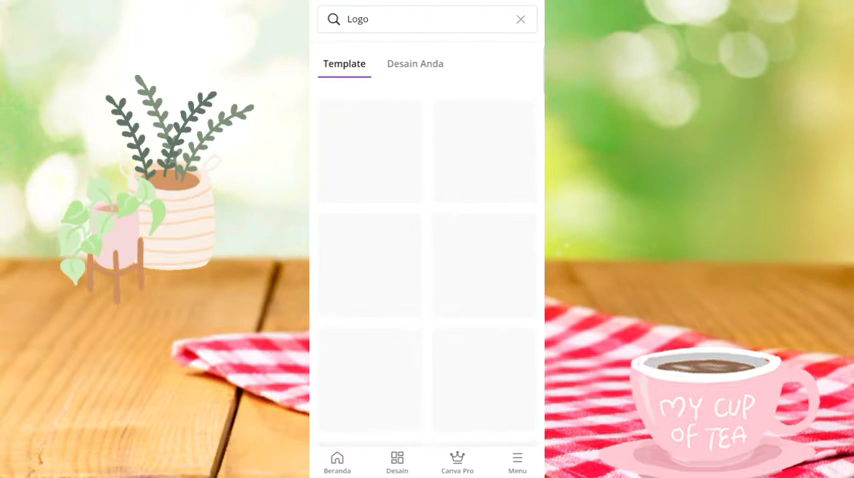 Logo
Template
Desain Anda
Beranda
Desain
Canva Pro
Menu
MY CUP
OF TEA